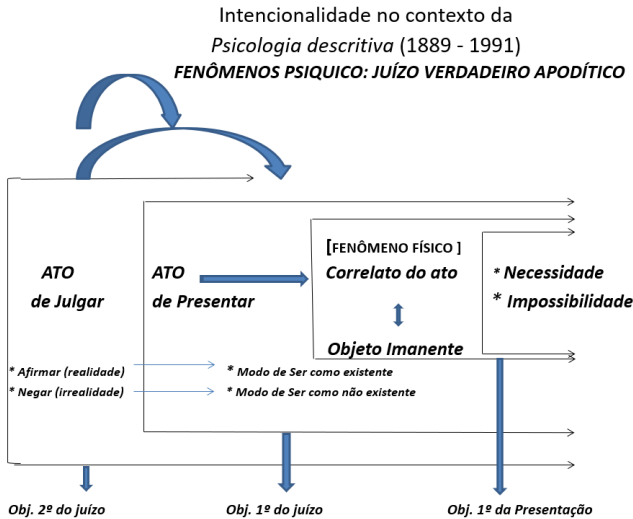 Intencionalidade no contexto da
Psicologia descritiva (1889 - 1991)
FENÔMENOS PSIQUICO: JUÍZO VERDADEIRO APODÍTICO
ATO
de Julgar
ATO
de Presentar
[FENÔMENO FÍSICO ]
Correlato do ato
Objeto Imanente
* Necessidade
* Impossibilidade
* Afirmar (realidade)
* Modo de Ser como existente
* Negar (irrealidade)
* Modo de Ser como não existente
Obj. 2º do juízo
Obj. 1º do juízo
Obj. 1º da Presentação